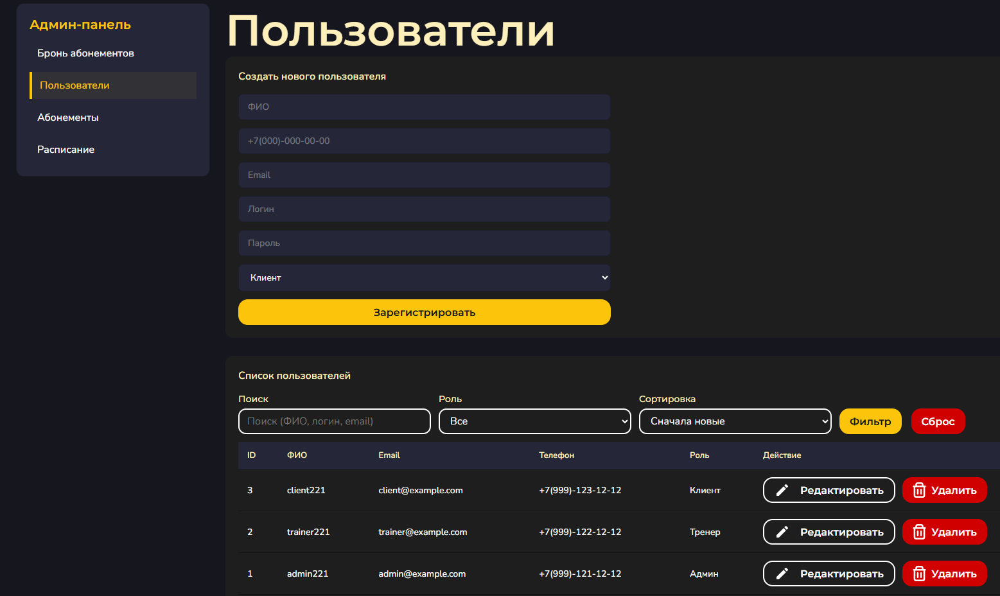 Админ-панель
Бронь абонементов
Пользователи
Абонементы
Расписание
Пользователи
Создать нового пользователя
ФИО
+7(000)-000-00-00
Email
Логин
Пароль
Клиент
Зарегистрировать
Список пользователей
Поиск Роль Сортировка
Поиск (ФИО, логин, email) Все Сначала новые Фильтр Сброс
ID ФИО Email Телефон Роль Действие
3 client221 client@example.com +7(999)-123-12-12 Клиент Редактировать Удалить
2 trainer221 trainer@example.com +7(999)-122-12-12 Тренер Редактировать Удалить
1 admin221 admin@example.com +7(999)-121-12-12 Админ Редактировать Удалить